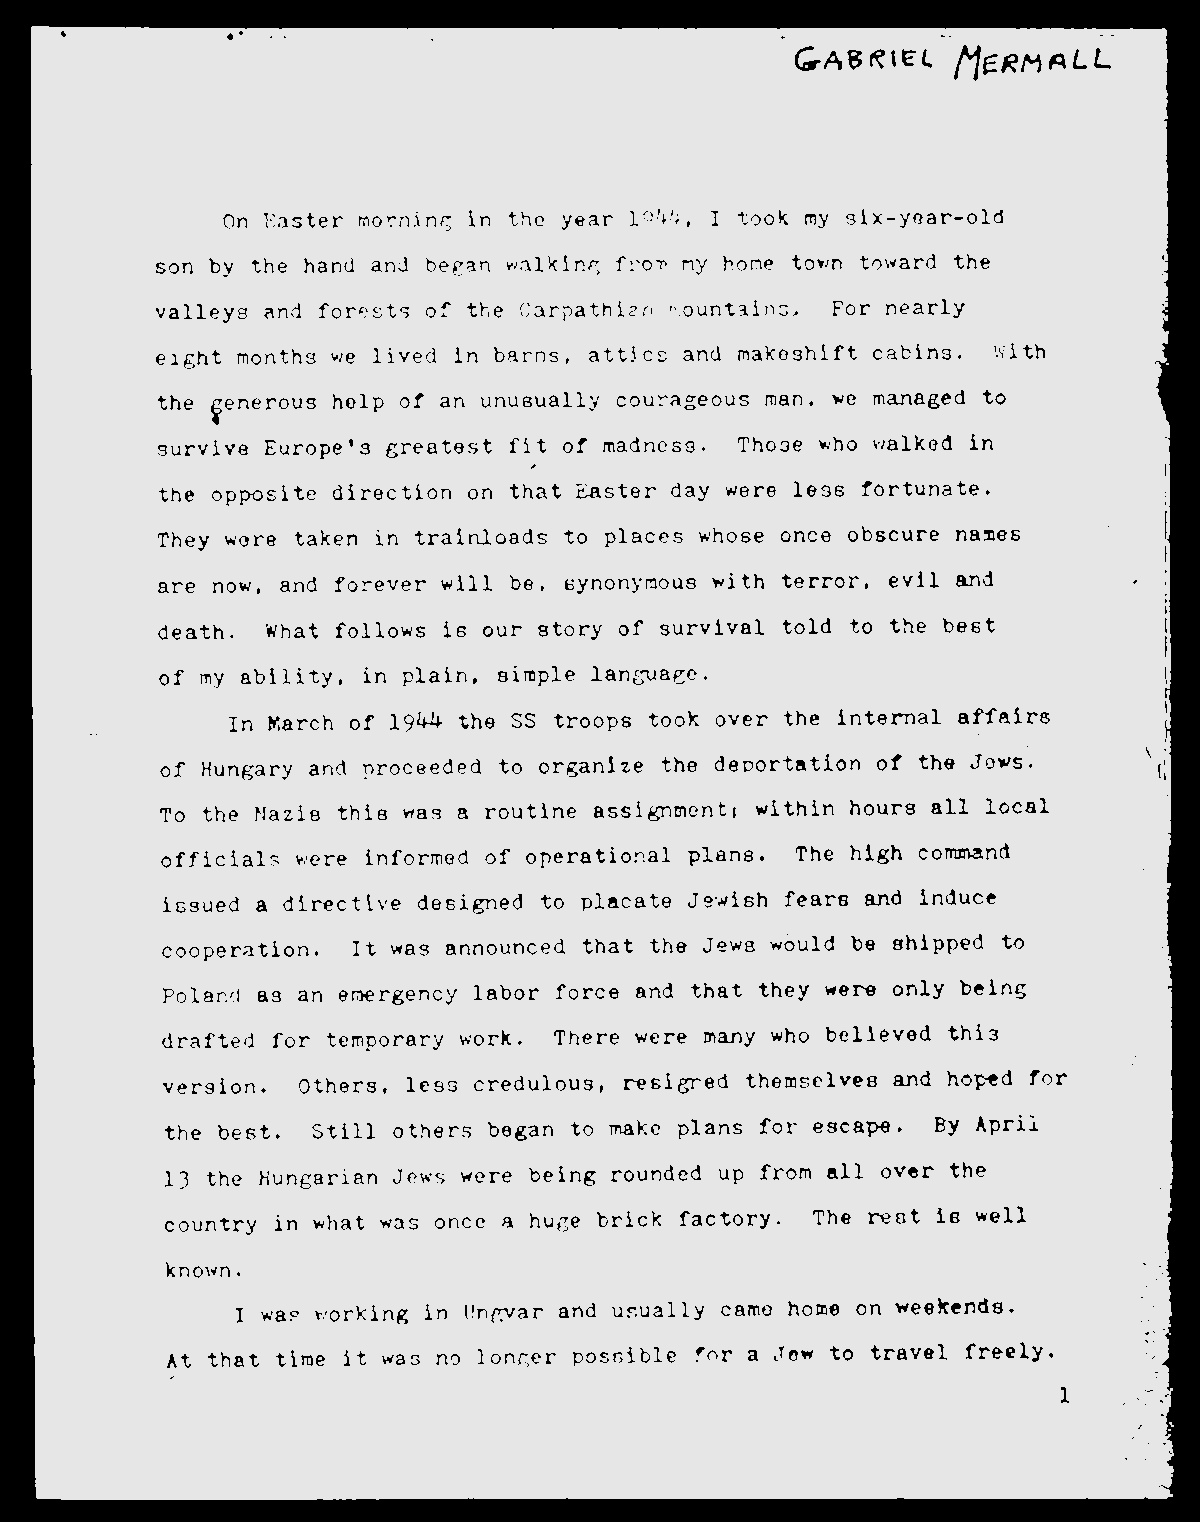 GABRIEL MERMALL
On Easter morning in the year 1944, I took my six-year-old
son by the hand and began walking from my home town toward the
valleys and forests of the Carpathian mountains. For nearly
eight months we lived in barns, attics and makeshift cabins. With
the generous help of an unusually courageous man, we managed to
survive Europe's greatest fit of madness. Those who walked in
the opposite direction on that Easter day were less fortunate.
They were taken in trainloads to places whose once obscure names
are now, and forever will be, synonymous with terror, evil and
death. What follows is our story of survival told to the best
of my ability, in plain, simple language.
In March of 1944 the SS troops took over the internal affairs
of Hungary and proceeded to organize the deportation of the Jews.
To the Nazis this was a routine assignment; within hours all local
officials were informed of operational plans. The high command
issued a directive designed to placate Jewish fears and induce
cooperation. It was announced that the Jews would be shipped to
Poland as an emergency labor force and that they were only being
drafted for temporary work. There were many who believed this
version. Others, less credulous, resigned themselves and hoped for
the best. Still others began to make plans for escape. By April
13 the Hungarian Jews were being rounded up from all over the
country in what was once a huge brick factory. The rest is well
known.
I was working in Ungvar and usually came home on weekends.
At that time it was no longer possible for a Jew to travel freely.
1